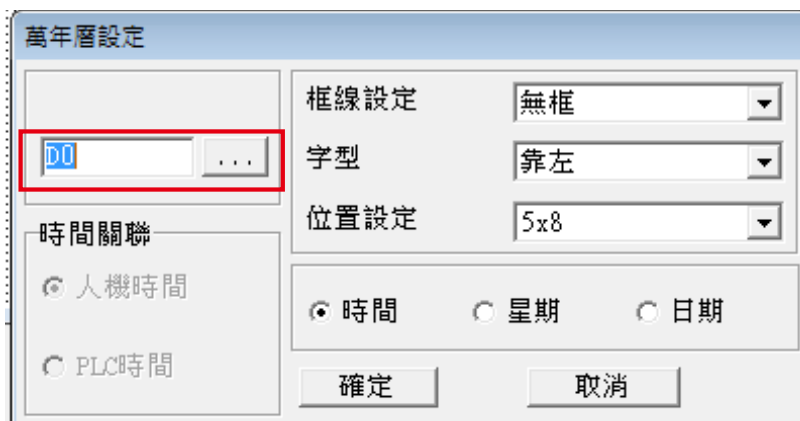 萬年曆設定
D0
...
時間關聯
人機時間
PLC時間
框線設定 無框
字型 靠左
位置設定 5x8
時間 星期 日期
確定 取消